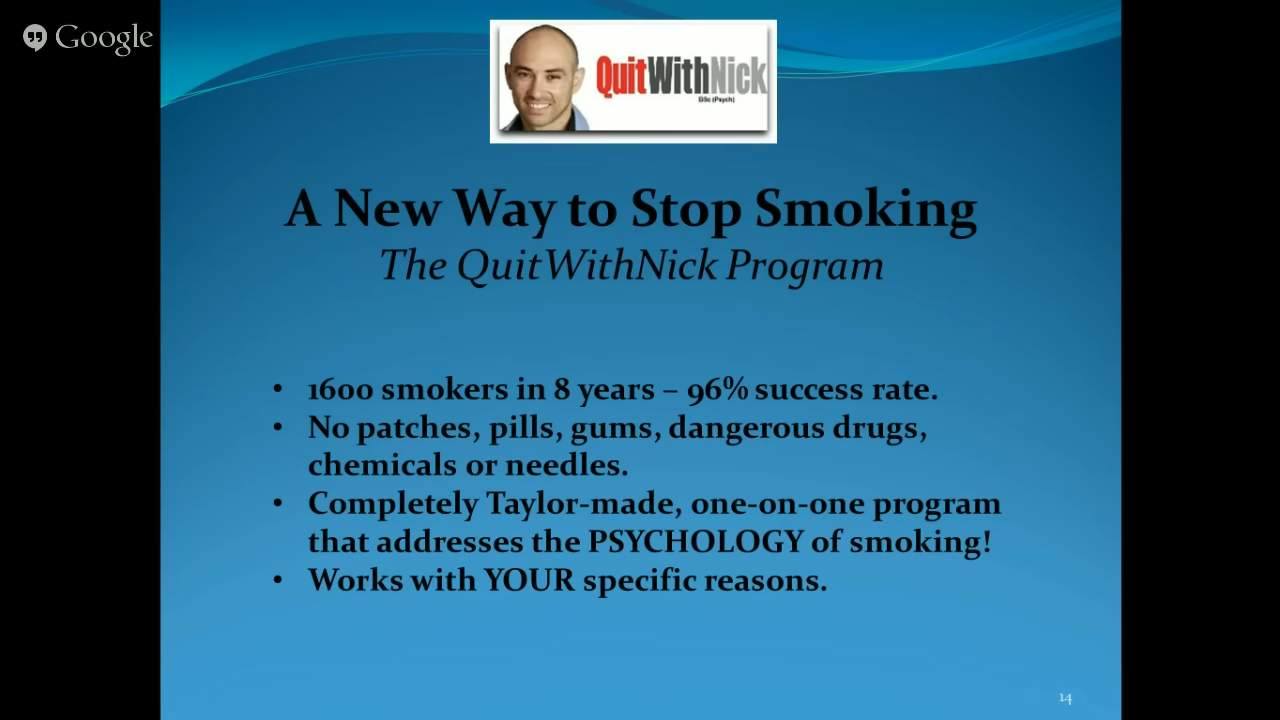 Google
QuitWithNick
BSc (Psych)
A New Way to Stop Smoking
The QuitWithNick Program
• 1600 smokers in 8 years – 96% success rate.
• No patches, pills, gums, dangerous drugs,
chemicals or needles.
• Completely Taylor-made, one-on-one program
that addresses the PSYCHOLOGY of smoking!
• Works with YOUR specific reasons.
14